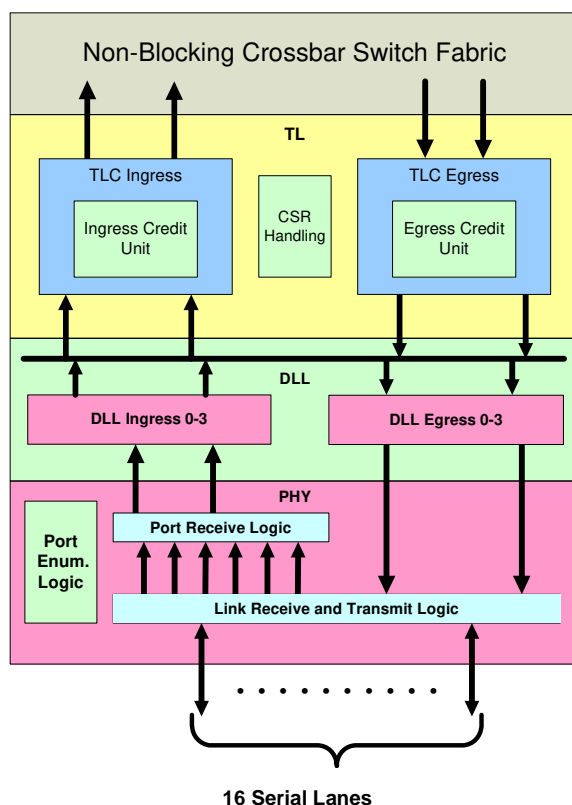 Non-Blocking Crossbar Switch Fabric
TL
TLC Ingress
Ingress Credit
Unit
CSR
Handling
TLC Egress
Egress Credit
Unit
DLL
DLL Ingress 0-3
DLL Egress 0-3
PHY
Port
Enum.
Logic
Port Receive Logic
Link Receive and Transmit Logic
16 Serial Lanes